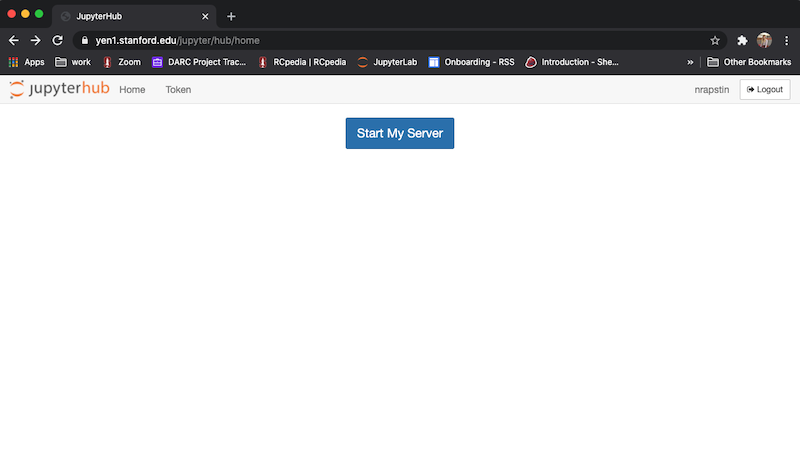 JupyterHub
yen1.stanford.edu/jupyter/hub/home
Apps work Zoom DARC Project Trac... RCpedia | RCpedia JupyterLab Onboarding - RSS Introduction - She... » Other Bookmarks
jupyterhub Home Token nrapstin Logout
Start My Server